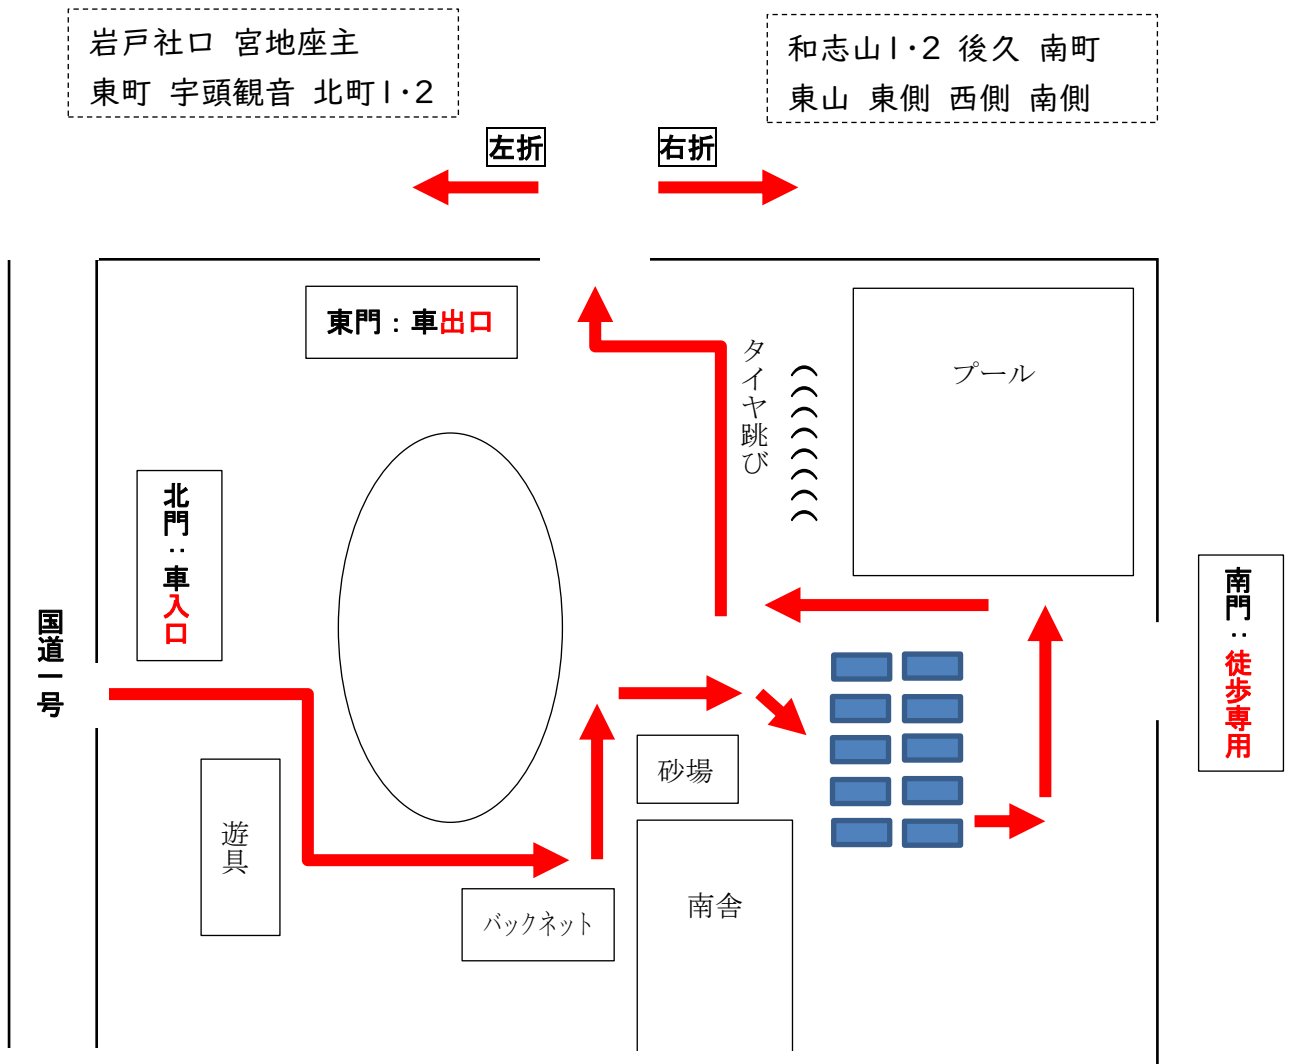 岩戸社口 宮地座主
東町 宇頭観音 北町1・2
和志山1・2 後久 南町
東山 東側 西側 南側
左折
右折
東門：車出口
タイヤ跳び
プール
北門：車入口
国道一号
南門：徒歩専用
砂場
遊具
バックネット
南舎